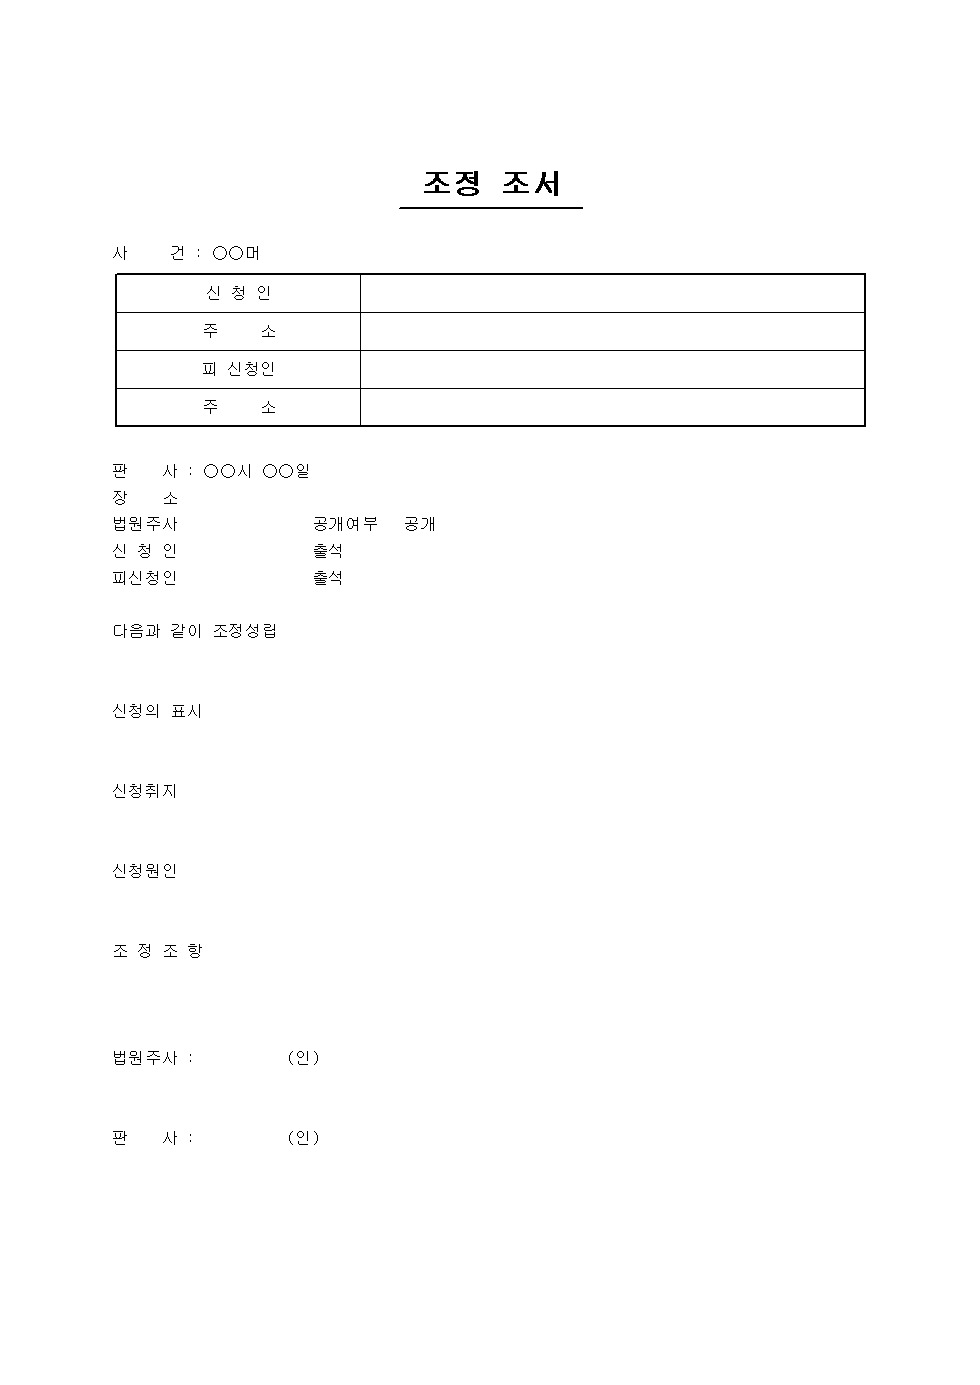 조정 조서
사 건 : ○○머
신 청 인
주 소
피 신청인
주 소
판 사 : ○○시 ○○일
장 소
법원주사 공개여부 공개
신 청 인 출석
피신청인 출석
다음과 같이 조정성립
신청의 표시
신청취지
신청원인
조 정 조 항
법원주사 : (인)
판 사 : (인)